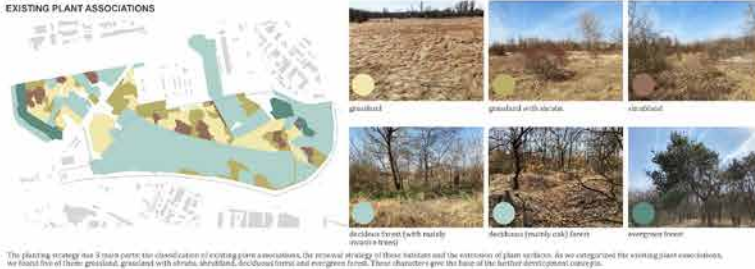 EXISTING PLANT ASSOCIATIONS
grassland
grassland with shrubs
shrubland
decidous forest (with mainly
invasive trees)
deciduous (mainly oak) forest
evergreen forest
The planting strategy has 3 main parts: the classification of existing plant associations, the renewal strategy of these habitats and the extension of plant surfaces. As we categorized the existing plant associations,
we found five of those: grassland, grassland with shrubs, shrubland, deciduous forest and evergreen forest. These characters give the base of the further development concepts.